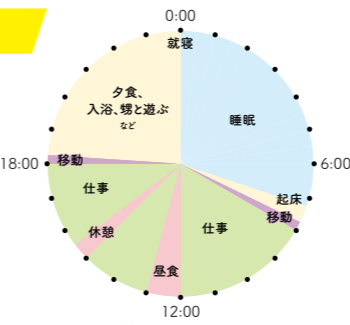 0:00
就寝
睡眠
夕食、
入浴、甥と遊ぶ
など
18:00
移動
6:00
起床
移動
仕事
仕事
休憩
昼食
12:00